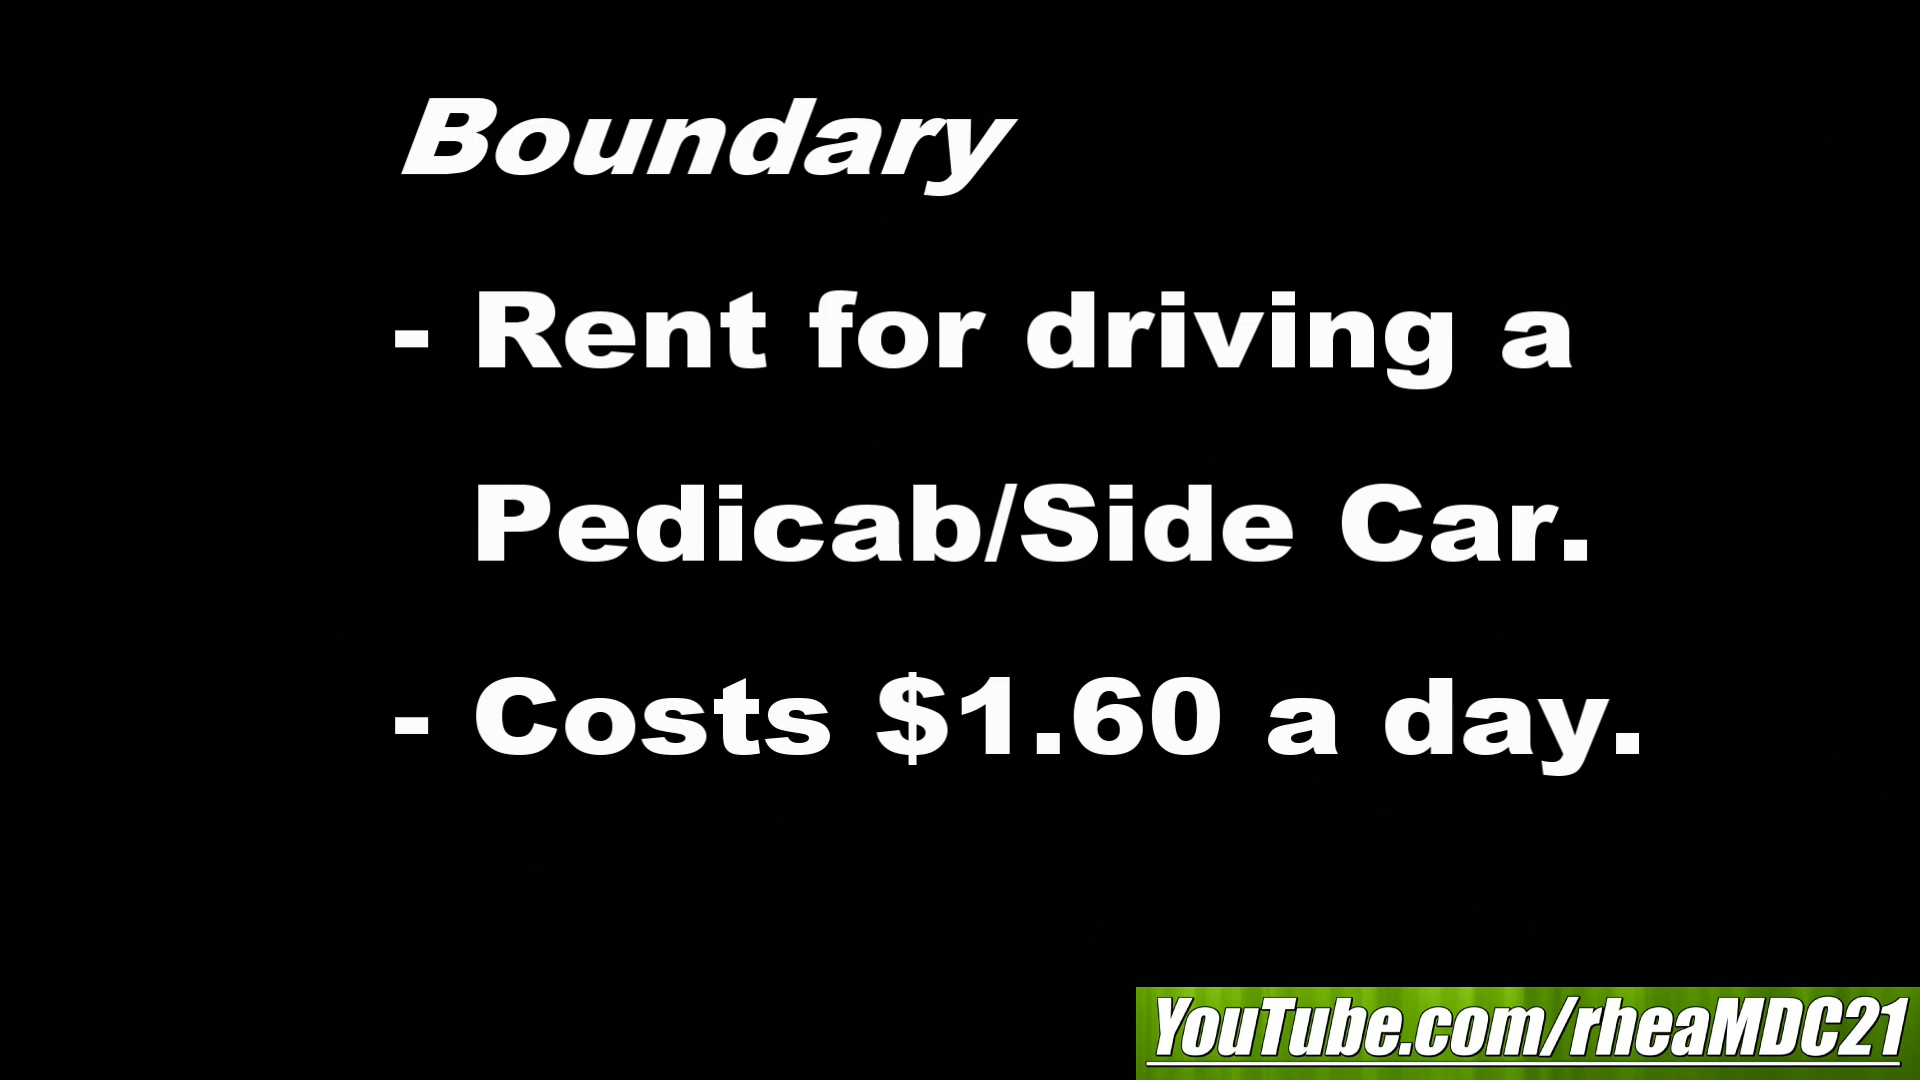 Boundary
- Rent for driving a
Pedicab/Side Car.
- Costs $1.60 a day.
YouTube.com/rheaMDC21